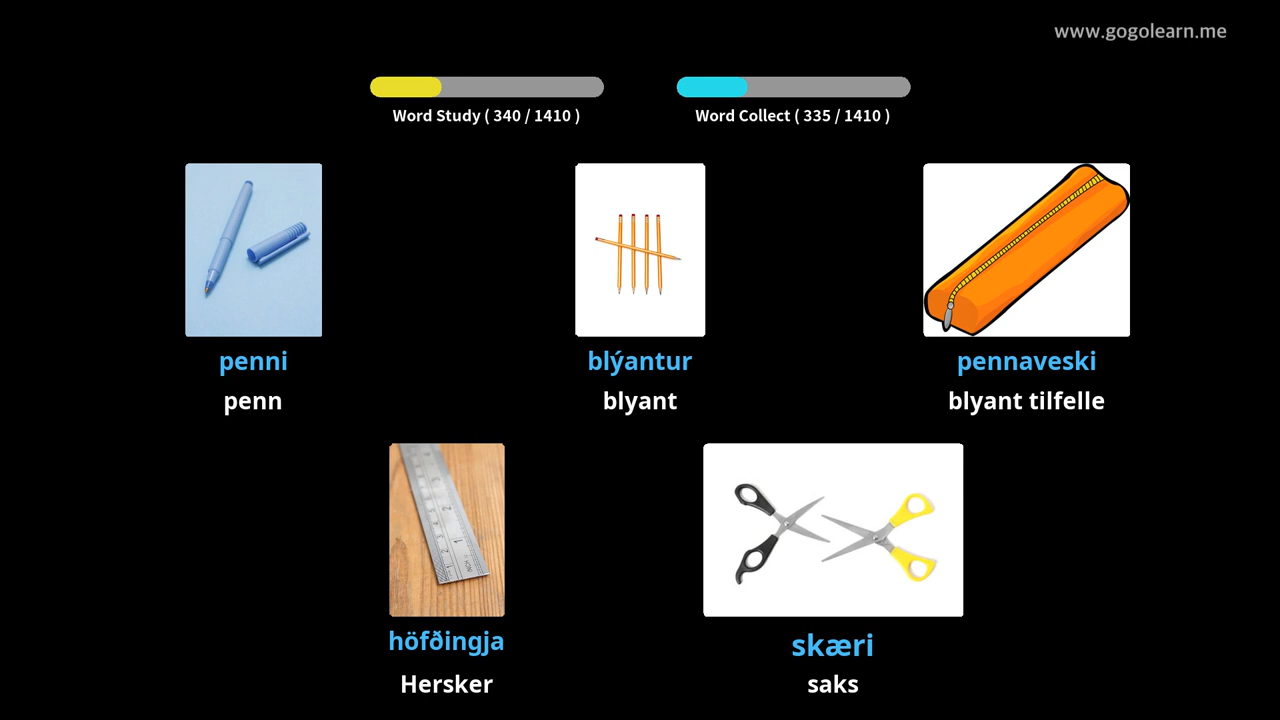 www.gogolearn.me
Word Study ( 340 / 1410 )
Word Collect ( 335 / 1410 )
penni
penn
blýantur
blyant
pennaveski
blyant tilfelle
höfðingja
Hersker
skæri
saks